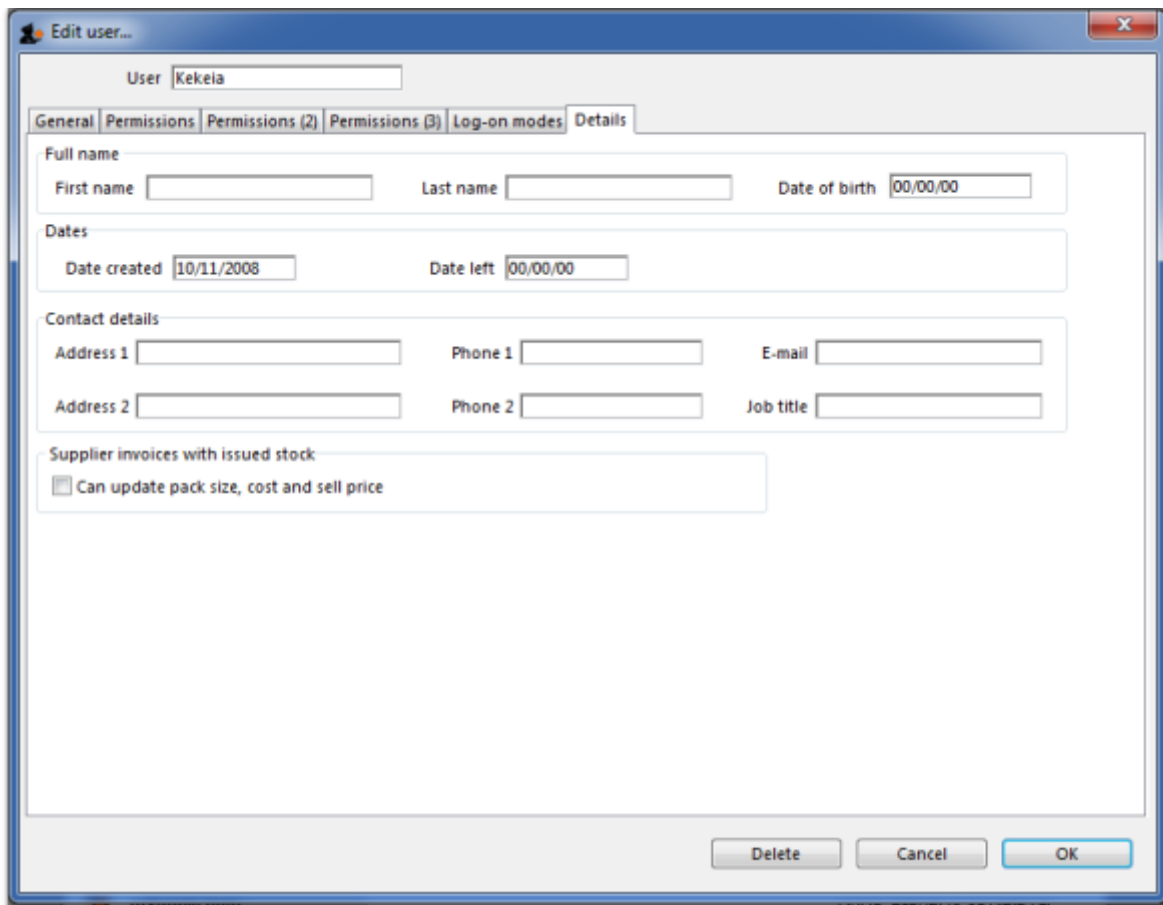 Edit user...
User Kekeia
General Permissions Permissions (2) Permissions (3) Log-on modes Details
Full name
First name Last name Date of birth 00/00/00
Dates
Date created 10/11/2008 Date left 00/00/00
Contact details
Address 1 Phone 1 E-mail
Address 2 Phone 2 Job title
Supplier invoices with issued stock
Can update pack size, cost and sell price
Delete Cancel OK